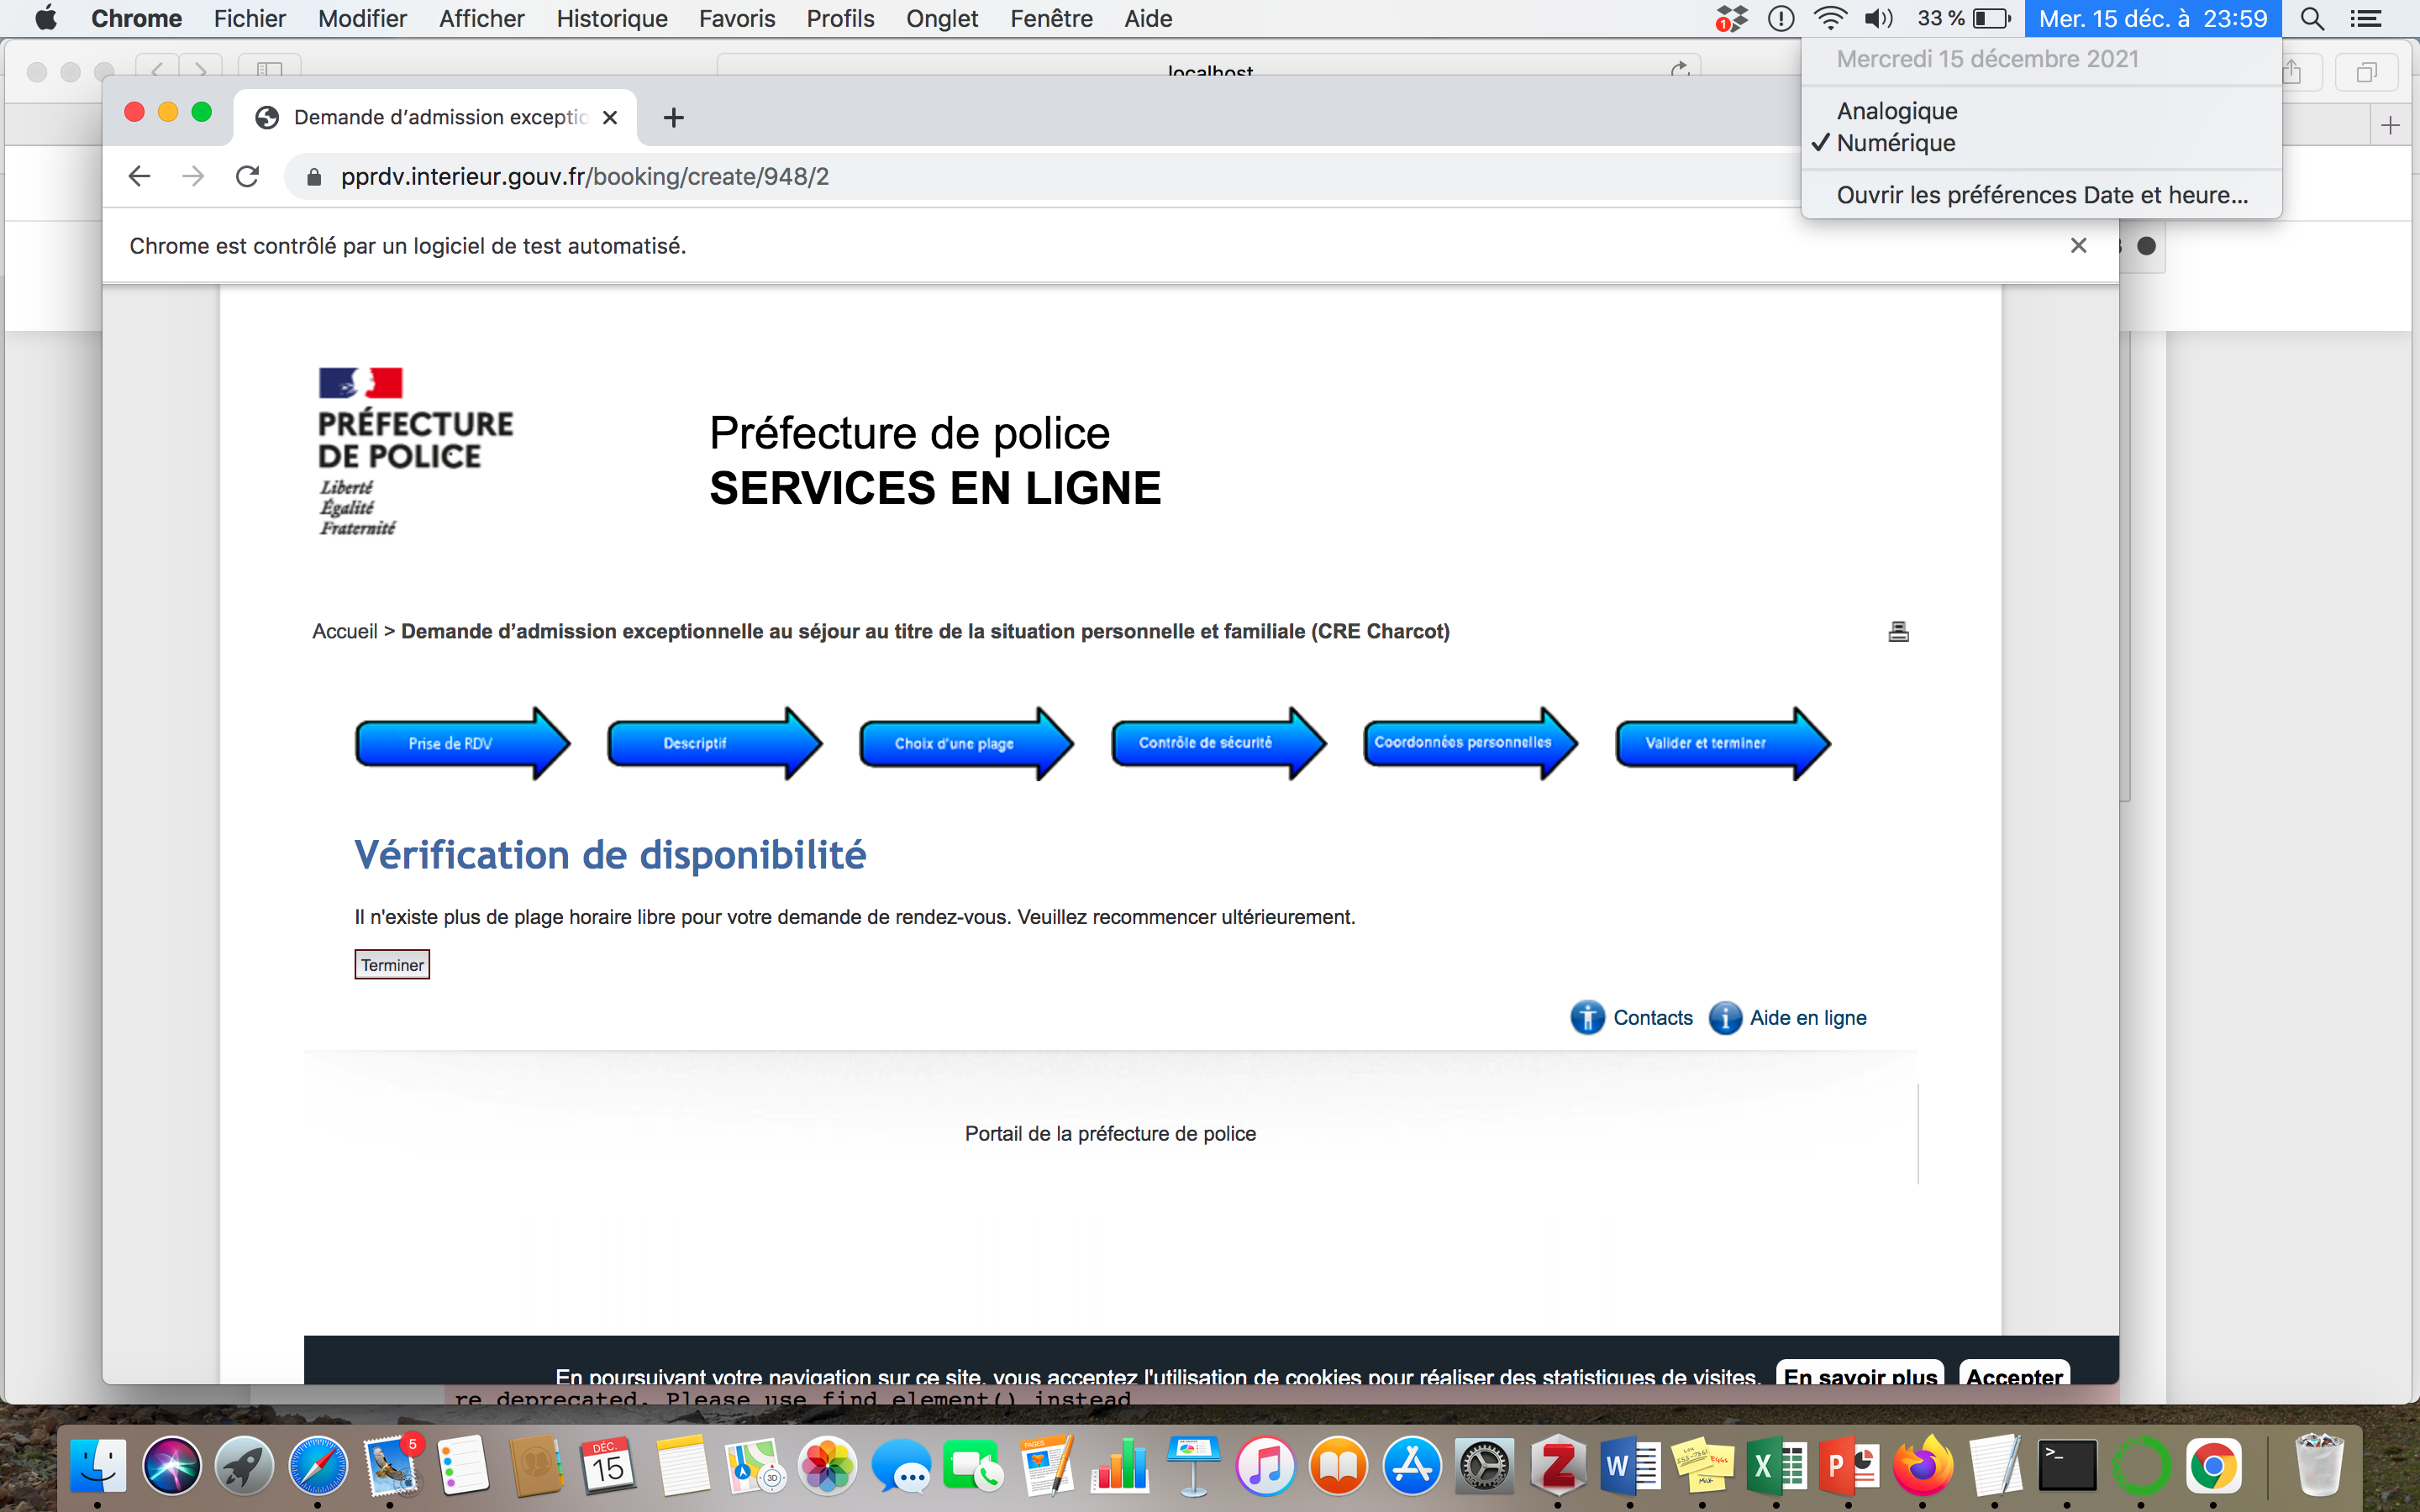 Chrome Fichier Modifier Afficher Historique Favoris Profils Onglet Fenêtre Aide 1 33 % Mer. 15 déc. à 23:59
Mercredi 15 décembre 2021
Analogique
✓ Numérique
Ouvrir les préférences Date et heure...
localhost
Demande d'admission exceptio
pprdv.interieur.gouv.fr/booking/create/948/2
Chrome est contrôlé par un logiciel de test automatisé.
PRÉFECTURE
DE POLICE
Liberté
Égalité
Fraternité
Préfecture de police
SERVICES EN LIGNE
Accueil > Demande d'admission exceptionnelle au séjour au titre de la situation personnelle et familiale (CRE Charcot)
Prise de RDV Descriptif Choix d'une plage Contrôle de sécurité Coordonnées personnelles Valider et terminer
Vérification de disponibilité
Il n'existe plus de plage horaire libre pour votre demande de rendez-vous. Veuillez recommencer ultérieurement.
Terminer
Contacts Aide en ligne
Portail de la préfecture de police
En poursuivant votre navigation sur ce site, vous acceptez l'utilisation de cookies pour réaliser des statistiques de visites. En savoir plus Accepter
re deprecated. Please use find_element() instead
5
DÉC.
15
3D
PAGES
Z
W
X
P
>_